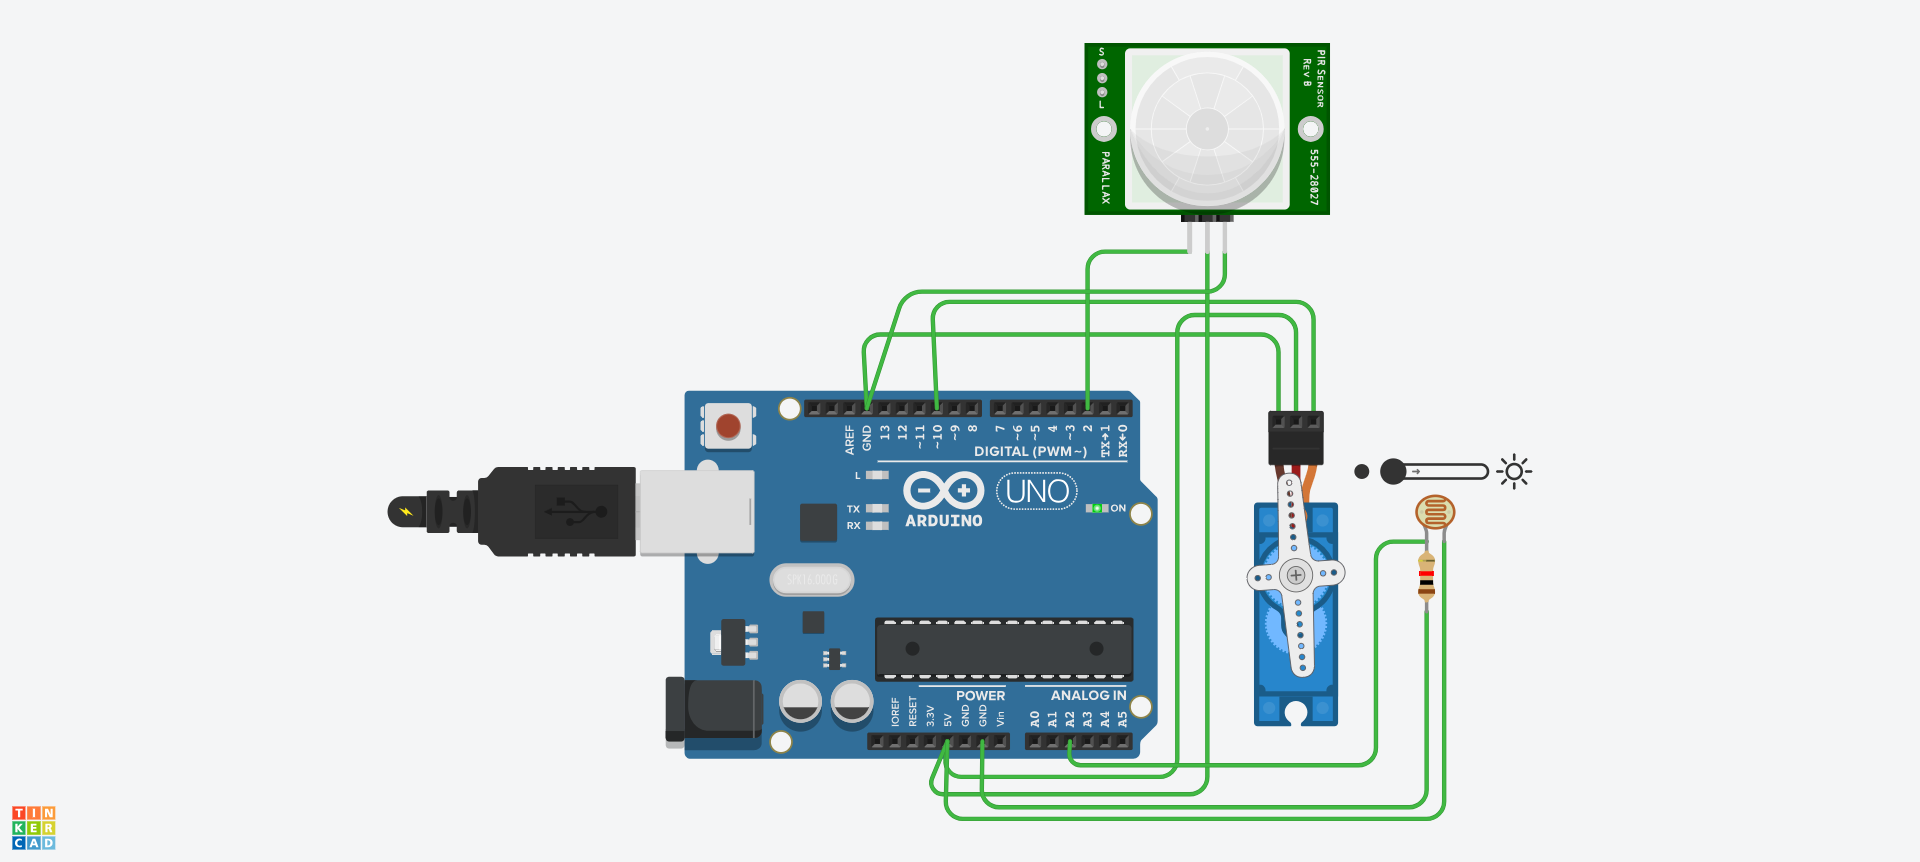 S
L
PARALLAX
PIR SENSOR
REV B
555-28027
AREF
GND
13
12
~11
~10
~9
8
7
~6
~5
4
~3
2
TX→1
RX←0
DIGITAL (PWM~)
L
TX
RX
UNO
ARDUINO
ON
SPK16.000G
POWER
ANALOG IN
IOREF
RESET
3.3V
5V
GND
GND
Vin
A0
A1
A2
A3
A4
A5
TIN
KER
CAD